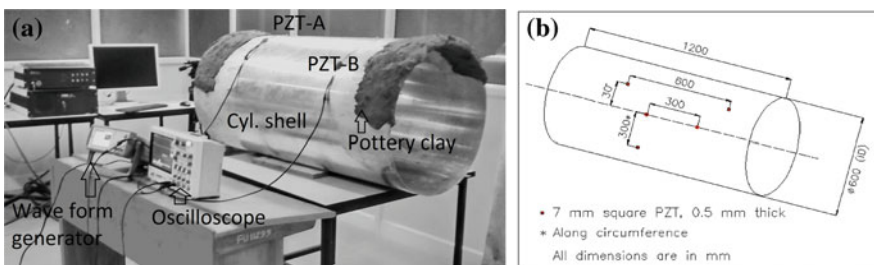 (a)
PZT-A
PZT-B
Cyl. shell
Pottery clay
Wave form
generator
Oscilloscope
(b)
1200
600
30°
300
300*
ø600 (ID)
7 mm square PZT, 0.5 mm thick
* Along circumference
All dimensions are in mm